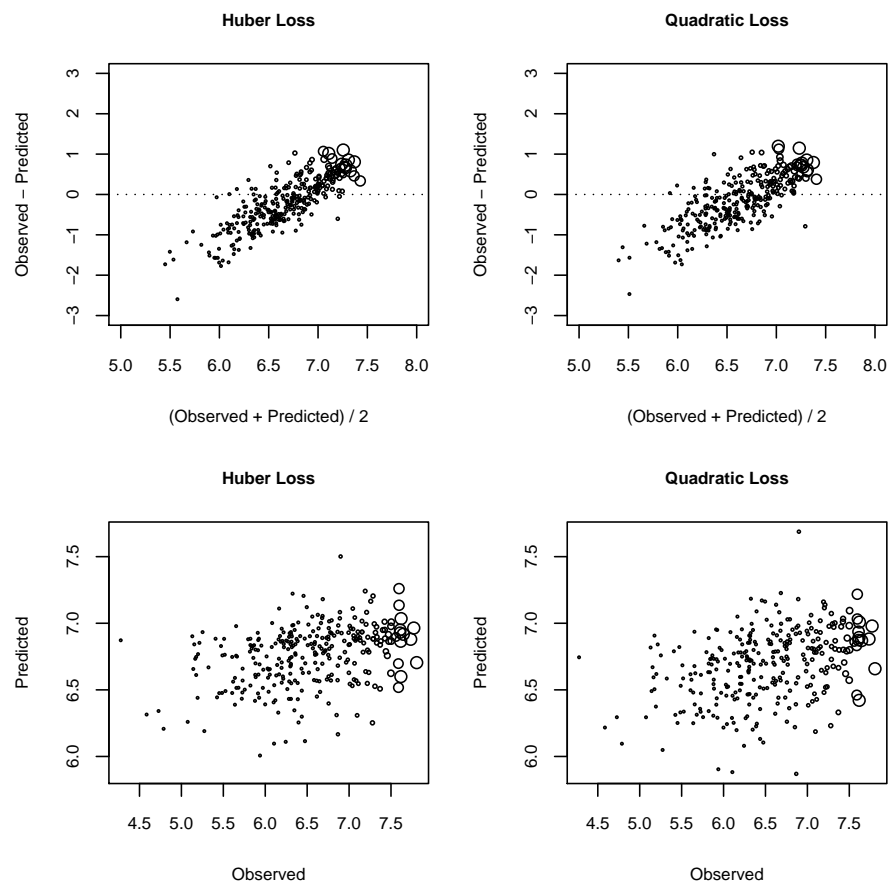 Huber Loss
Observed − Predicted
3
2
1
0
−1
−2
−3
5.0 5.5 6.0 6.5 7.0 7.5 8.0
(Observed + Predicted) / 2
Quadratic Loss
Observed − Predicted
3
2
1
0
−1
−2
−3
5.0 5.5 6.0 6.5 7.0 7.5 8.0
(Observed + Predicted) / 2
Huber Loss
Predicted
7.5
7.0
6.5
6.0
4.5 5.0 5.5 6.0 6.5 7.0 7.5
Observed
Quadratic Loss
Predicted
7.5
7.0
6.5
6.0
4.5 5.0 5.5 6.0 6.5 7.0 7.5
Observed